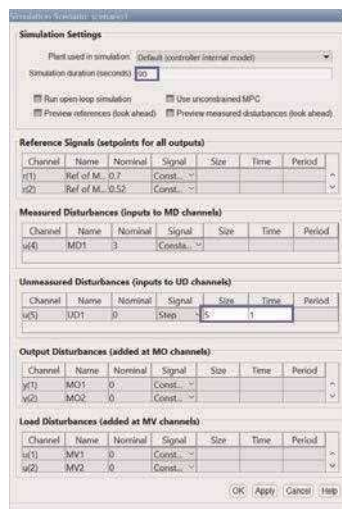 Simulation Scenario: scenario1
Simulation Settings
Plant used in simulation: Default (controller internal model)
Simulation duration (seconds) 90
Run open-loop simulation Use unconstrained MPC
Preview references (look ahead) Preview measured disturbances (look ahead)
Reference Signals (setpoints for all outputs)
Channel Name Nominal Signal Size Time Period
r(1) Ref of M... 0.7 Const...
r(2) Ref of M... 0.52 Const...
Measured Disturbances (inputs to MD channels)
Channel Name Nominal Signal Size Time Period
u(4) MD1 3 Consta...
Unmeasured Disturbances (inputs to UD channels)
Channel Name Nominal Signal Size Time Period
u(5) UD1 0 Step 5 1
Output Disturbances (added at MO channels)
Channel Name Nominal Signal Size Time Period
y(1) MO1 0 Const...
y(2) MO2 0 Const...
Load Disturbances (added at MV channels)
Channel Name Nominal Signal Size Time Period
u(1) MV1 0 Const...
u(2) MV2 0 Const...
OK Apply Cancel Help